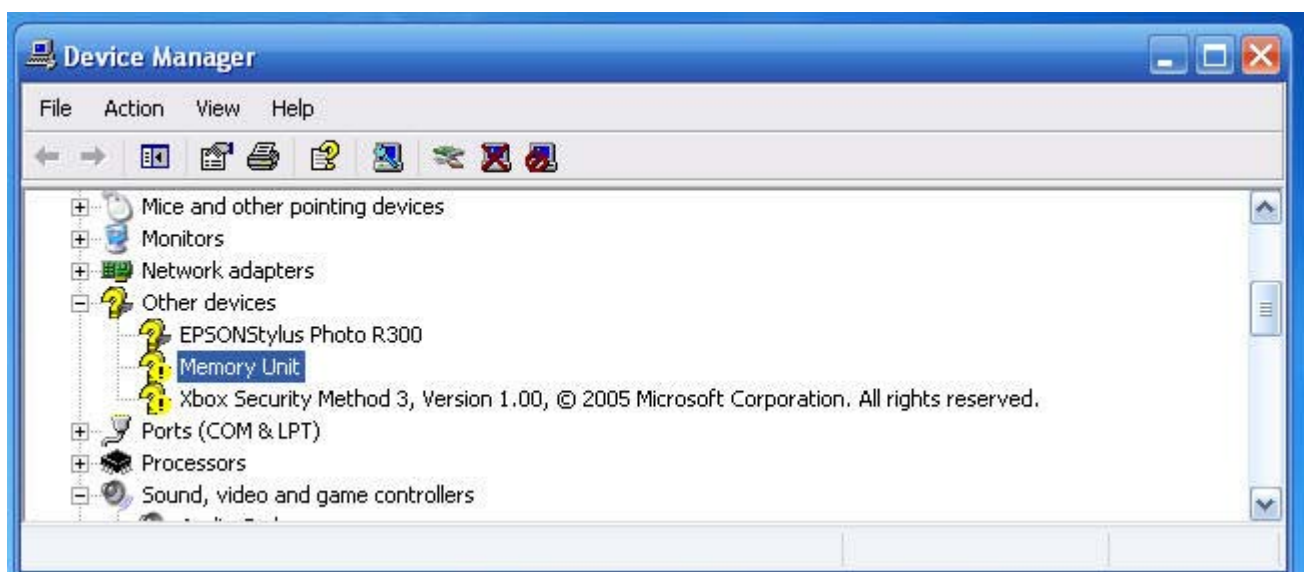 Device Manager
File Action View Help
Mice and other pointing devices
Monitors
Network adapters
Other devices
EPSONStylus Photo R300
Memory Unit
Xbox Security Method 3, Version 1.00, © 2005 Microsoft Corporation. All rights reserved.
Ports (COM & LPT)
Processors
Sound, video and game controllers